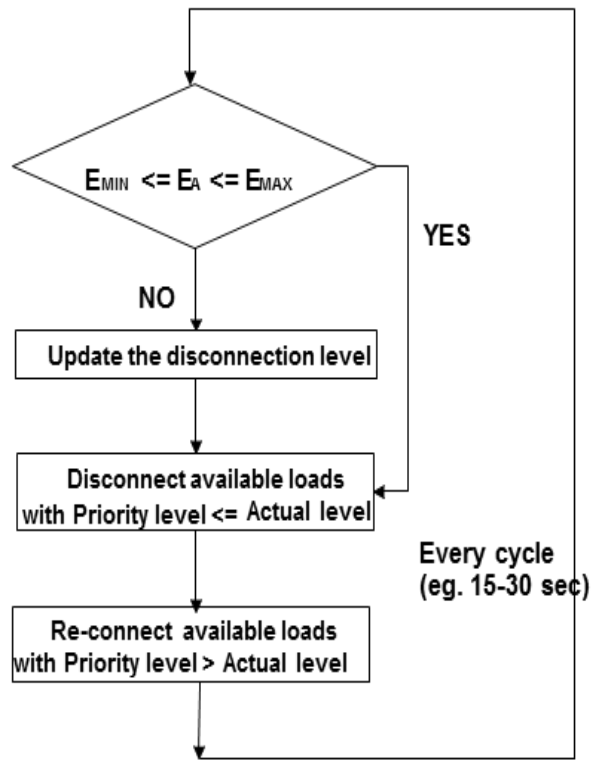 EMIN <= EA <= EMAX
YES
NO
Update the disconnection level
Disconnect available loads
with Priority level <= Actual level
Every cycle
(eg. 15-30 sec)
Re-connect available loads
with Priority level > Actual level